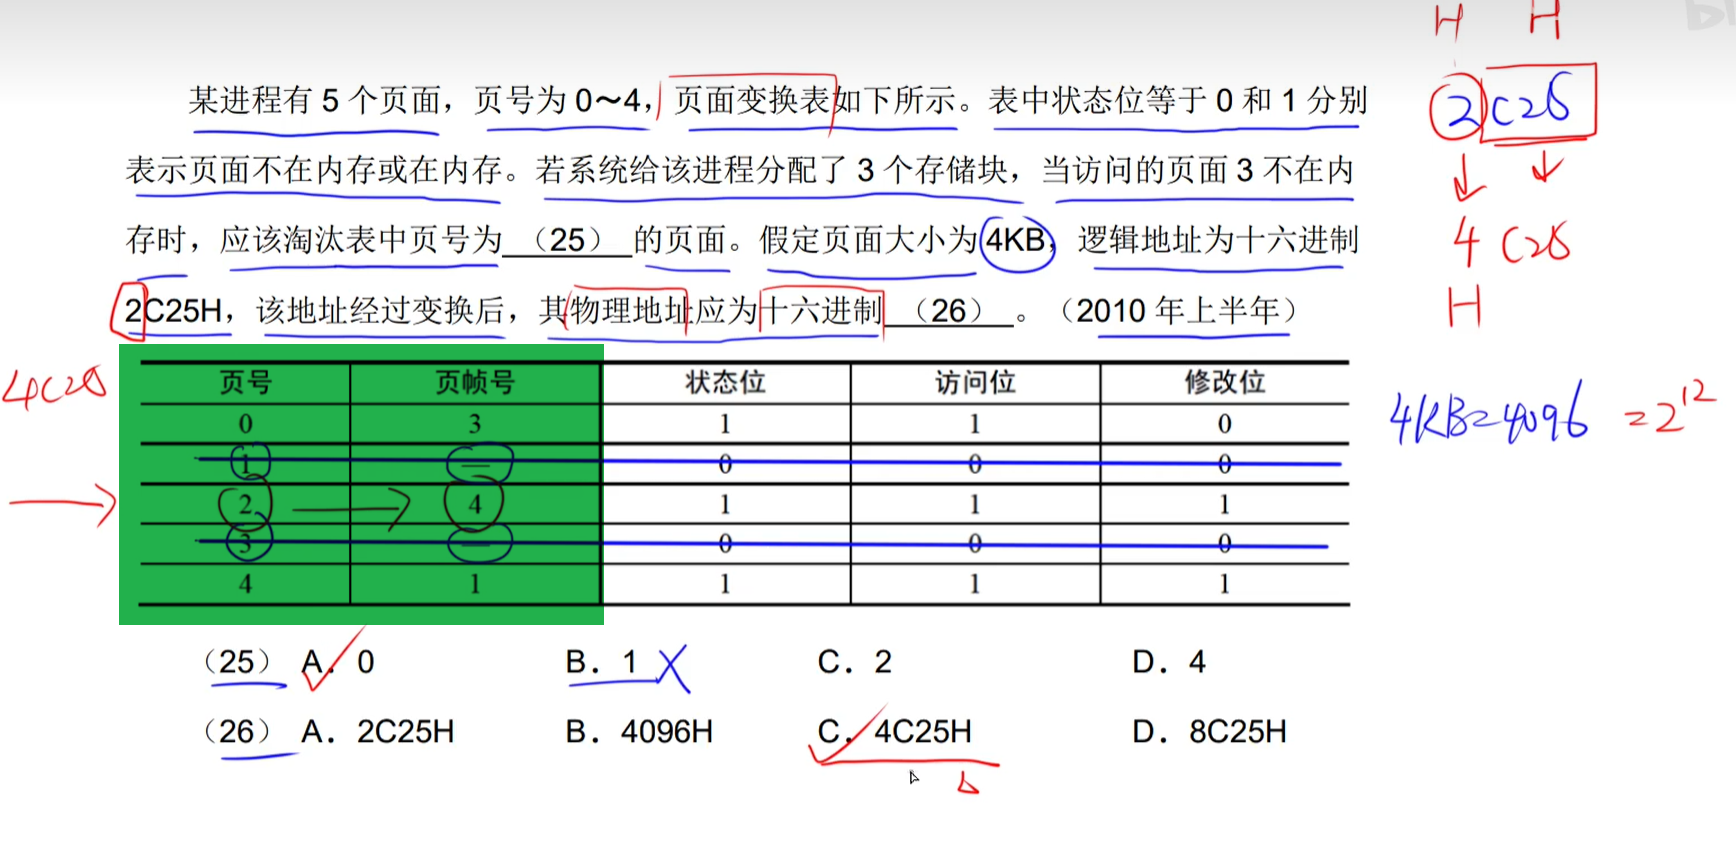 H H
某进程有 5 个页面，页号为 0～4，页面变换表如下所示。表中状态位等于 0 和 1 分别
2C25
表示页面不在内存或在内存。若系统给该进程分配了 3 个存储块，当访问的页面 3 不在内
存时，应该淘汰表中页号为 （25） 的页面。假定页面大小为 4KB，逻辑地址为十六进制
4 C25
2C25H，该地址经过变换后，其物理地址应为十六进制 （26） 。（2010 年上半年）
H
4C25
页号 页帧号 状态位 访问位 修改位
0 3 1 1 0
4KB=4096 =2^12
1 — 0 0 0
2 4 1 1 1
3 — 0 0 0
4 1 1 1 1
（25） A．0 B．1 C．2 D．4
（26） A．2C25H B．4096H C．4C25H D．8C25H